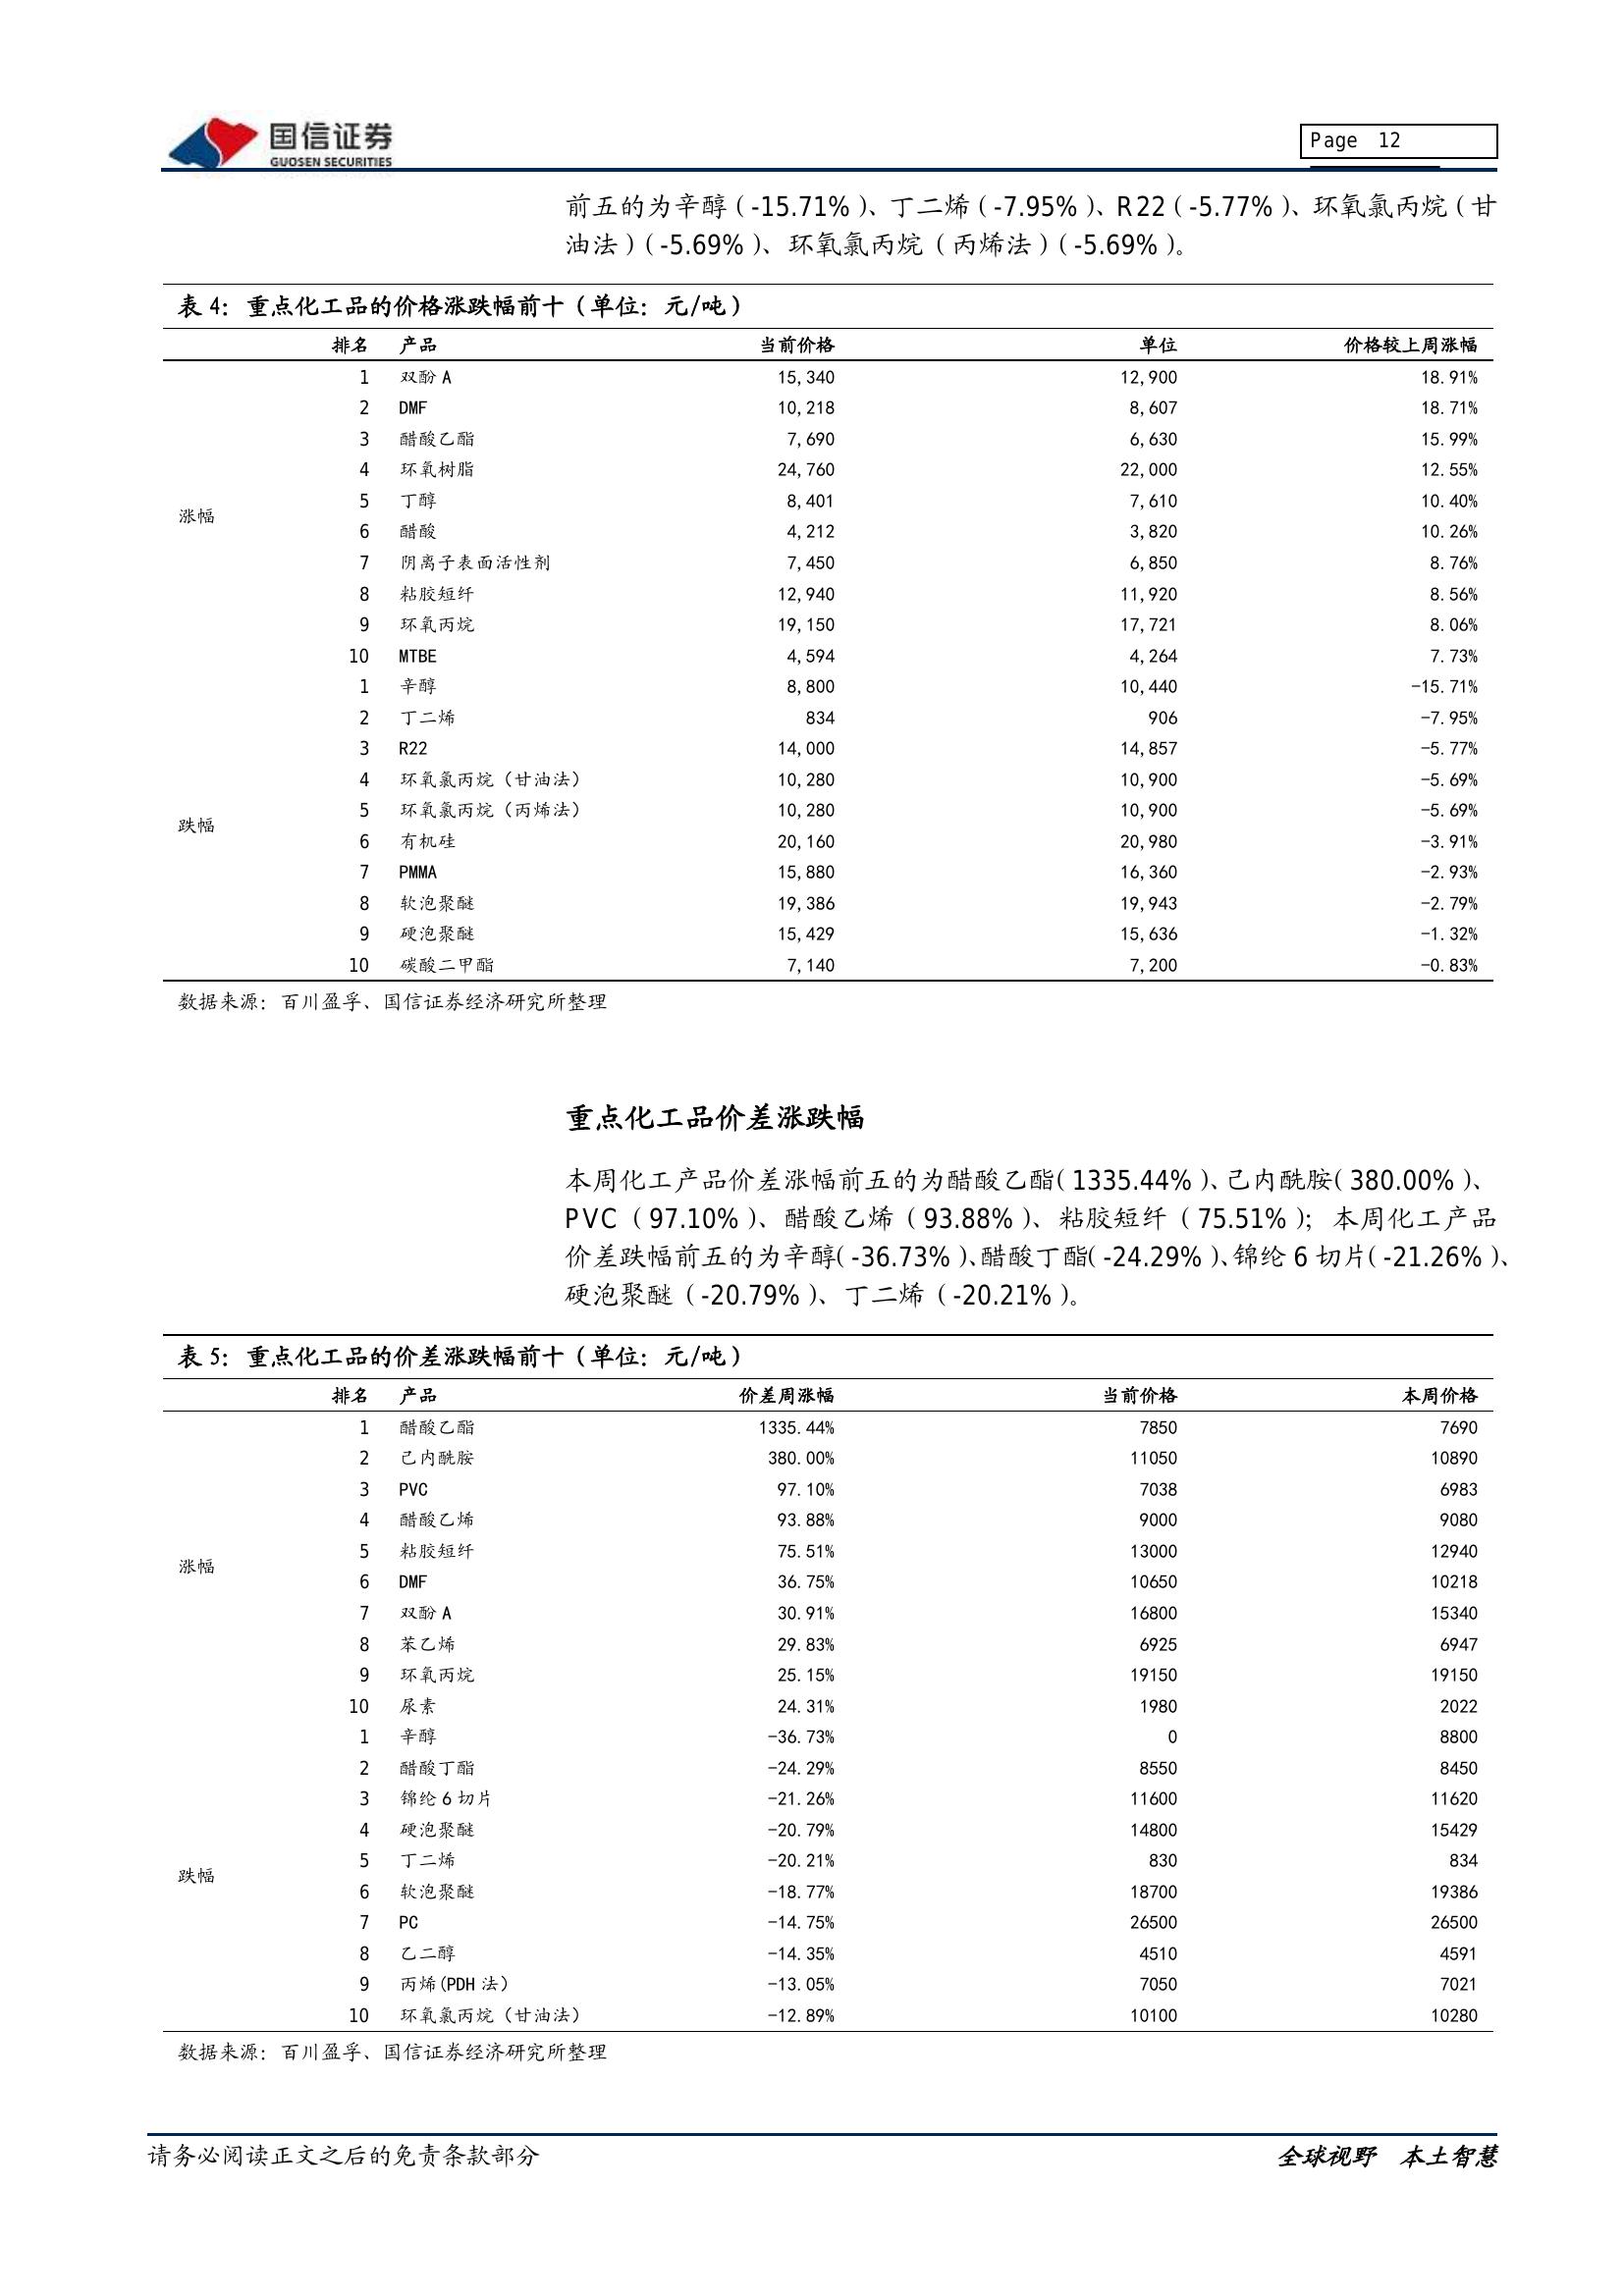 国信证券
GUOSEN SECURITIES
Page 12
前五的为辛醇（-15.71%）、丁二烯（-7.95%）、R22（-5.77%）、环氧氯丙烷（甘
油法）（-5.69%）、环氧氯丙烷（丙烯法）（-5.69%）。
表 4：重点化工品的价格涨跌幅前十（单位：元/吨）
排名 产品 当前价格 单位 价格较上周涨幅
1 双酚 A 15,340 12,900 18.91%
2 DMF 10,218 8,607 18.71%
3 醋酸乙酯 7,690 6,630 15.99%
4 环氧树脂 24,760 22,000 12.55%
5 丁醇 8,401 7,610 10.40%
涨幅
6 醋酸 4,212 3,820 10.26%
7 阴离子表面活性剂 7,450 6,850 8.76%
8 粘胶短纤 12,940 11,920 8.56%
9 环氧丙烷 19,150 17,721 8.06%
10 MTBE 4,594 4,264 7.73%
1 辛醇 8,800 10,440 -15.71%
2 丁二烯 834 906 -7.95%
3 R22 14,000 14,857 -5.77%
4 环氧氯丙烷（甘油法） 10,280 10,900 -5.69%
5 环氧氯丙烷（丙烯法） 10,280 10,900 -5.69%
跌幅
6 有机硅 20,160 20,980 -3.91%
7 PMMA 15,880 16,360 -2.93%
8 软泡聚醚 19,386 19,943 -2.79%
9 硬泡聚醚 15,429 15,636 -1.32%
10 碳酸二甲酯 7,140 7,200 -0.83%
数据来源：百川盈孚、国信证券经济研究所整理
重点化工品价差涨跌幅
本周化工产品价差涨幅前五的为醋酸乙酯（1335.44%）、己内酰胺（380.00%）、
PVC（97.10%）、醋酸乙烯（93.88%）、粘胶短纤（75.51%）；本周化工产品
价差跌幅前五的为辛醇（-36.73%）、醋酸丁酯（-24.29%）、锦纶 6 切片（-21.26%）、
硬泡聚醚（-20.79%）、丁二烯（-20.21%）。
表 5：重点化工品的价差涨跌幅前十（单位：元/吨）
排名 产品 价差周涨幅 当前价格 本周价格
1 醋酸乙酯 1335.44% 7850 7690
2 己内酰胺 380.00% 11050 10890
3 PVC 97.10% 7038 6983
4 醋酸乙烯 93.88% 9000 9080
5 粘胶短纤 75.51% 13000 12940
涨幅
6 DMF 36.75% 10650 10218
7 双酚 A 30.91% 16800 15340
8 苯乙烯 29.83% 6925 6947
9 环氧丙烷 25.15% 19150 19150
10 尿素 24.31% 1980 2022
1 辛醇 -36.73% 0 8800
2 醋酸丁酯 -24.29% 8550 8450
3 锦纶 6 切片 -21.26% 11600 11620
4 硬泡聚醚 -20.79% 14800 15429
5 丁二烯 -20.21% 830 834
跌幅
6 软泡聚醚 -18.77% 18700 19386
7 PC -14.75% 26500 26500
8 乙二醇 -14.35% 4510 4591
9 丙烯(PDH 法） -13.05% 7050 7021
10 环氧氯丙烷（甘油法） -12.89% 10100 10280
数据来源：百川盈孚、国信证券经济研究所整理
请务必阅读正文之后的免责条款部分
全球视野 本土智慧